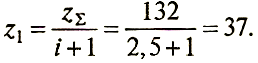 z₁ = z_Σ / (i + 1) = 132 / (2,5 + 1) = 37.